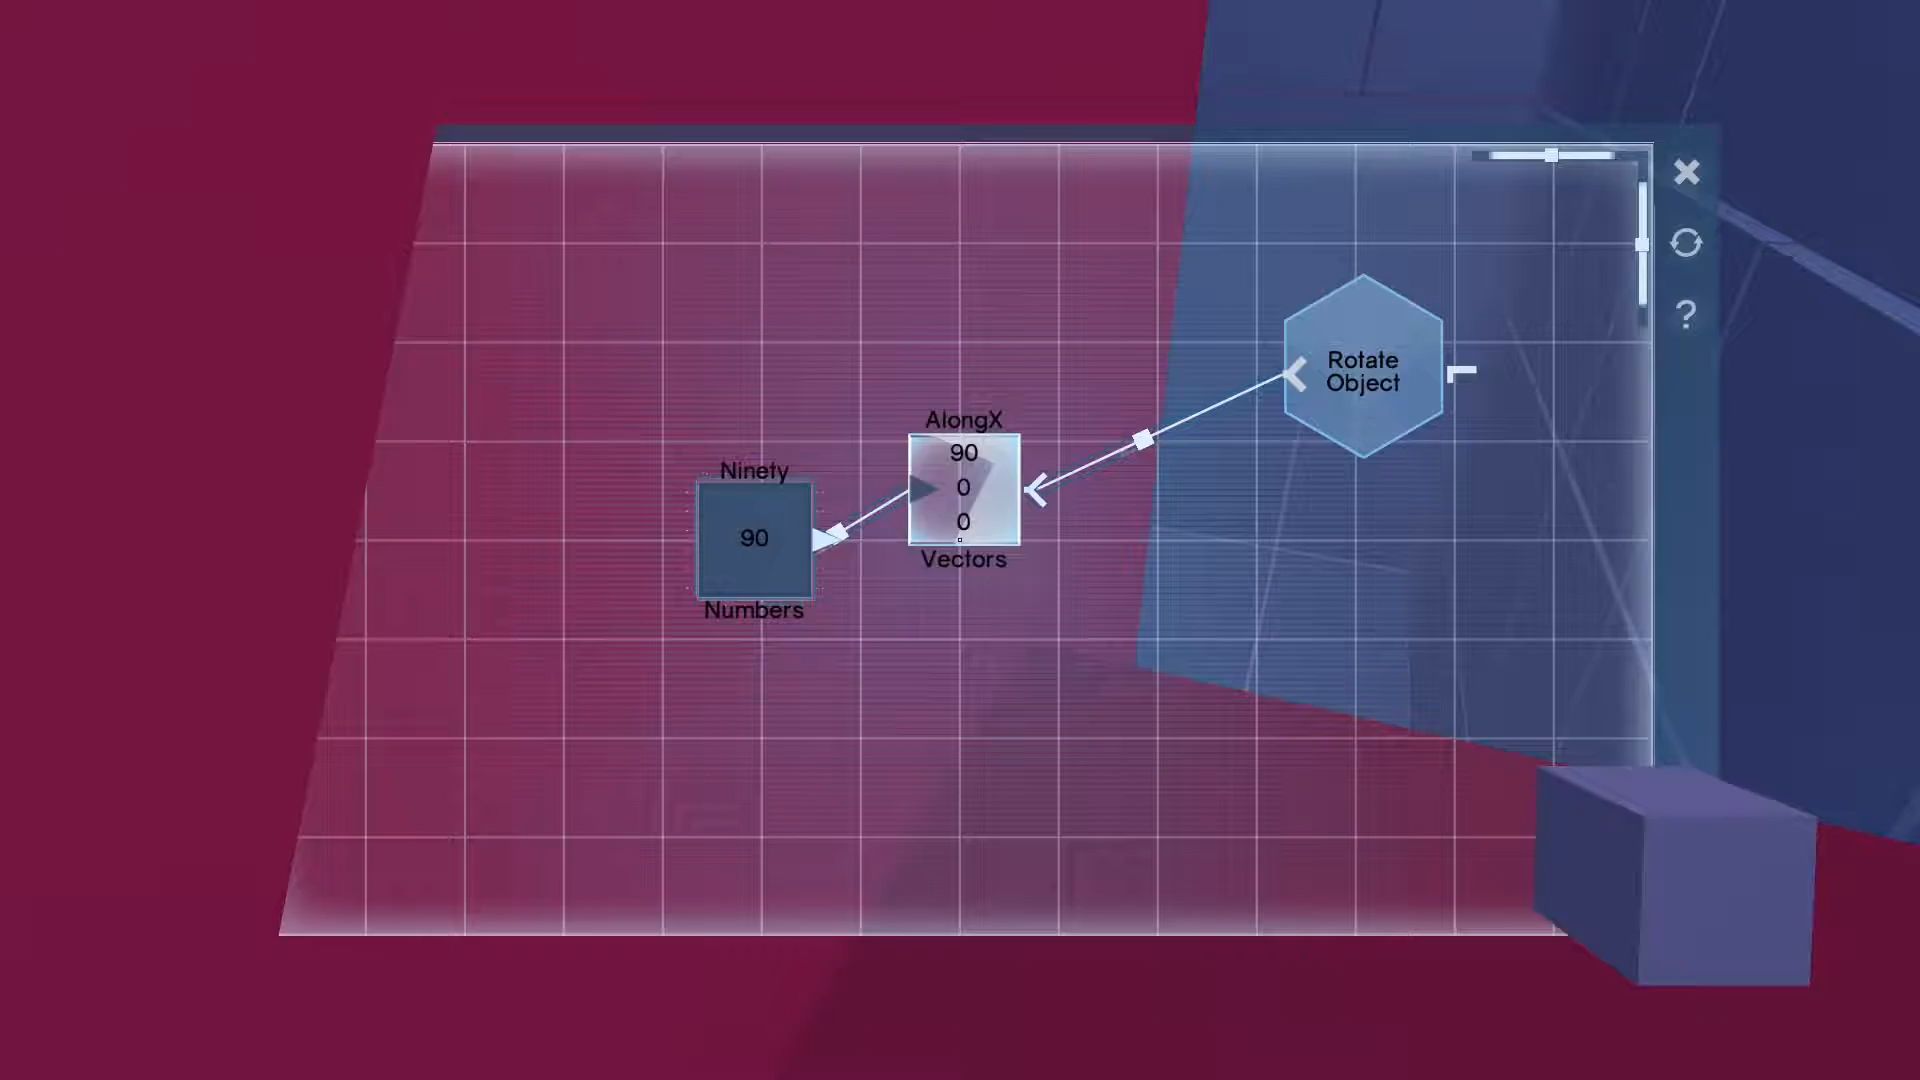 Rotate
Object
AlongX
90
0
0
Vectors
Ninety
90
Numbers
?